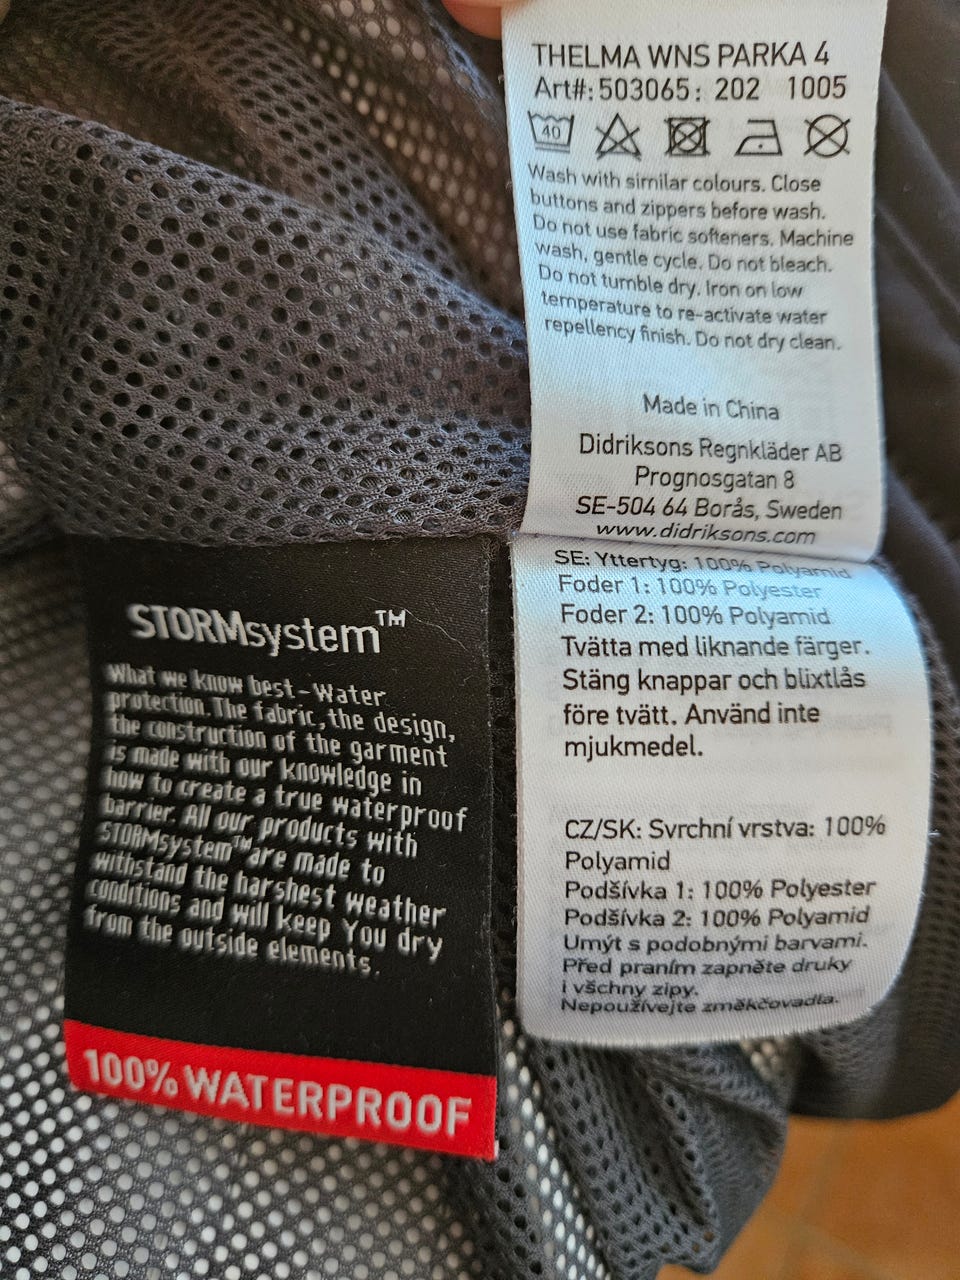 THELMA WNS PARKA 4
Art#: 503065: 202 1005
40
Wash with similar colours. Close
buttons and zippers before wash.
Do not use fabric softeners. Machine
wash, gentle cycle. Do not bleach.
Do not tumble dry. Iron on low
temperature to re-activate water
repellency finish. Do not dry clean.
Made in China
Didriksons Regnkläder AB
Prognosgatan 8
SE-504 64 Borås, Sweden
www.didriksons.com
SE: Yttertyg: 100% Polyamid
Foder 1: 100% Polyester
Foder 2: 100% Polyamid
Tvätta med liknande färger.
Stäng knappar och blixtlås
före tvätt. Använd inte
mjukmedel.
CZ/SK: Svrchní vrstva: 100%
Polyamid
Podšívka 1: 100% Polyester
Podšívka 2: 100% Polyamid
Umýt s podobnými barvami.
Před praním zapněte druky
i všchny zipy.
Nepoužívejte změkčovadla.
STORMsystem™
What we know best-Water
protection. The fabric, the design,
the construction of the garment
is made with our knowledge in
how to create a true waterproof
barrier. All our products with
STORMsystem™ are made to
withstand the harshest weather
conditions and will keep You dry
from the outside elements.
100% WATERPROOF